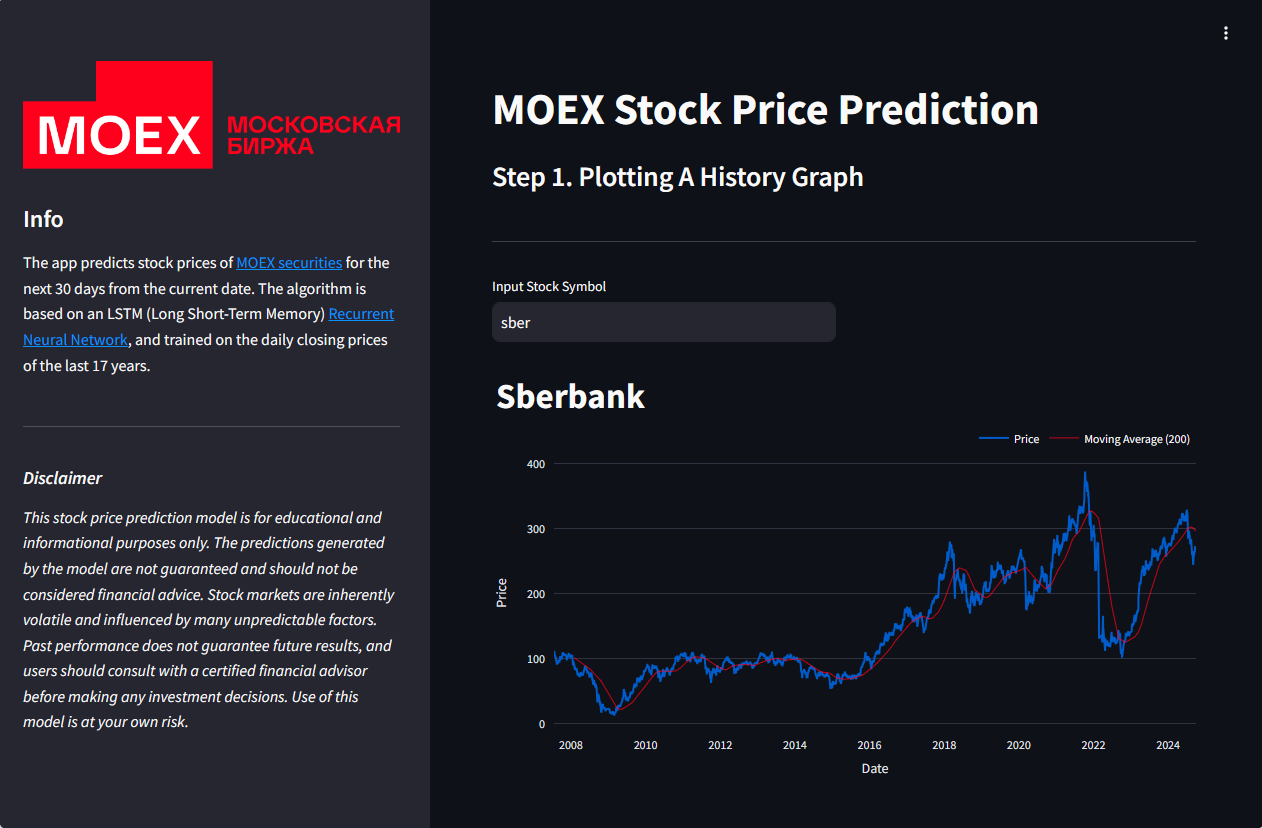 MOEX
МОСКОВСКАЯ
БИРЖА
Info
The app predicts stock prices of MOEX securities for the
next 30 days from the current date. The algorithm is
based on an LSTM (Long Short-Term Memory) Recurrent
Neural Network, and trained on the daily closing prices
of the last 17 years.
Disclaimer
This stock price prediction model is for educational and
informational purposes only. The predictions generated
by the model are not guaranteed and should not be
considered financial advice. Stock markets are inherently
volatile and influenced by many unpredictable factors.
Past performance does not guarantee future results, and
users should consult with a certified financial advisor
before making any investment decisions. Use of this
model is at your own risk.
MOEX Stock Price Prediction
Step 1. Plotting A History Graph
Input Stock Symbol
sber
Sberbank
Price Moving Average (200)
400
300
200
100
0
Price
2008 2010 2012 2014 2016 2018 2020 2022 2024
Date